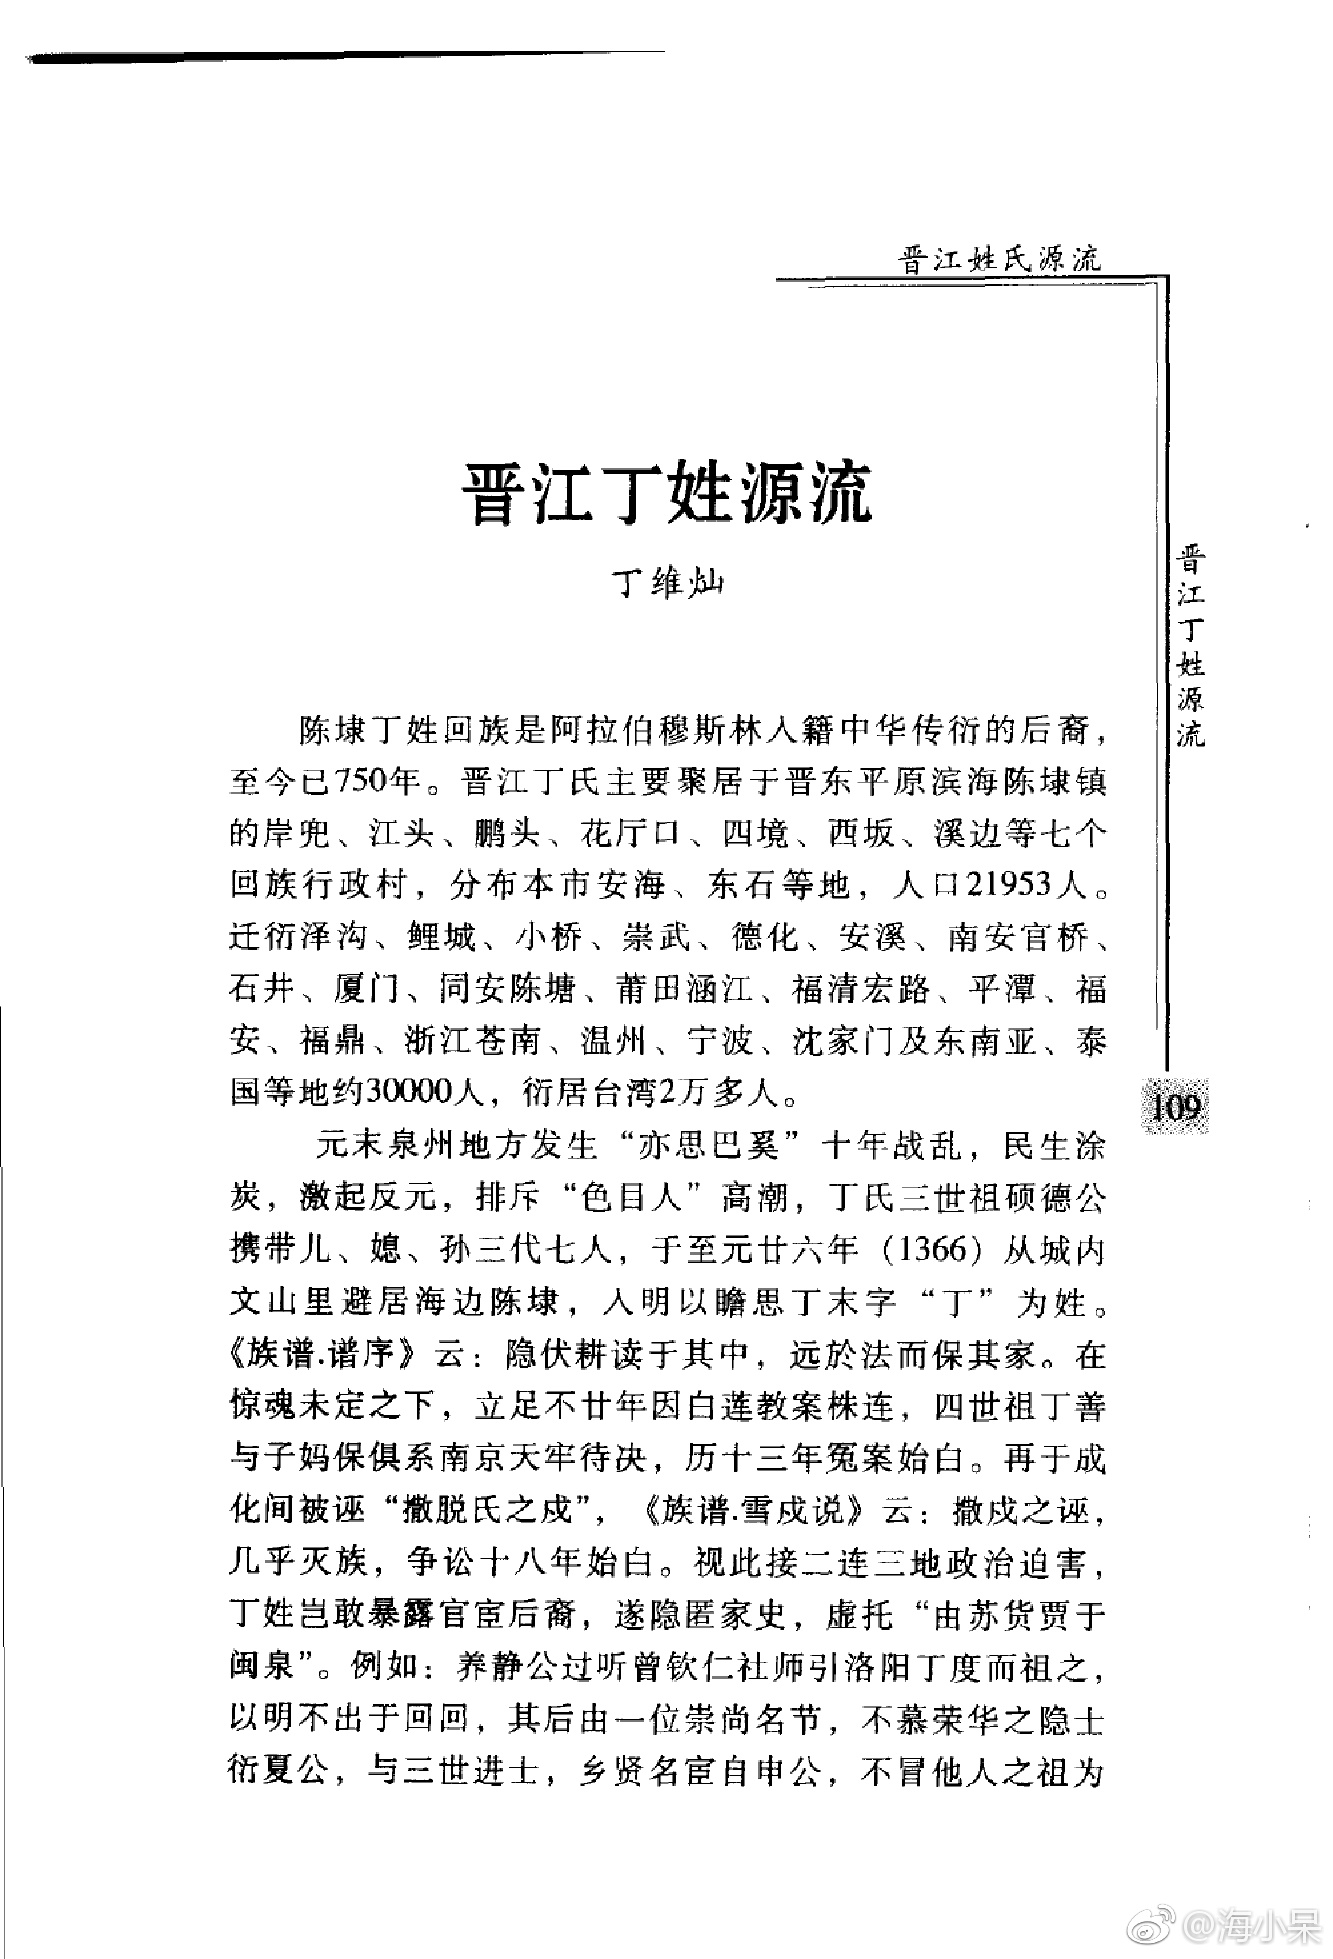 晋江姓氏源流
晋江丁姓源流
丁维灿
晋江丁姓源流
陈埭丁姓回族是阿拉伯穆斯林入籍中华传衍的后裔，
至今已750年。晋江丁氏主要聚居于晋东平原滨海陈埭镇
的岸兜、江头、鹏头、花厅口、四境、西坂、溪边等七个
回族行政村，分布本市安海、东石等地，人口21953人。
迁衍泽沟、鲤城、小桥、崇武、德化、安溪、南安官桥、
石井、厦门、同安陈塘、莆田涵江、福清宏路、平潭、福
安、福鼎、浙江苍南、温州、宁波、沈家门及东南亚、泰
国等地约30000人，衍居台湾2万多人。
109
元末泉州地方发生“亦思巴奚”十年战乱，民生涂
炭，激起反元，排斥“色目人”高潮，丁氏三世祖硕德公
携带儿、媳、孙三代七人，于至元廿六年（1366）从城内
文山里避居海边陈埭，入明以瞻思丁末字“丁”为姓。
《族谱.谱序》云：隐伏耕读于其中，远於法而保其家。在
惊魂未定之下，立足不廿年因白莲教案株连，四世祖丁善
与子妈保俱系南京天牢待决，历十三年冤案始白。再于成
化间被诬“撒脱氏之戍”，《族谱.雪戍说》云：撒戍之诬，
几乎灭族，争讼十八年始白。视此接二连三地政治迫害，
丁姓岂敢暴露官宦后裔，遂隐匿家史，虚托“由苏货贾于
闽泉”。例如：养静公过听曾钦仁社师引洛阳丁度而祖之，
以明不出于回回，其后由一位崇尚名节，不慕荣华之隐士
衍夏公，与三世进士，乡贤名宦自申公，不冒他人之祖为
@海小呆